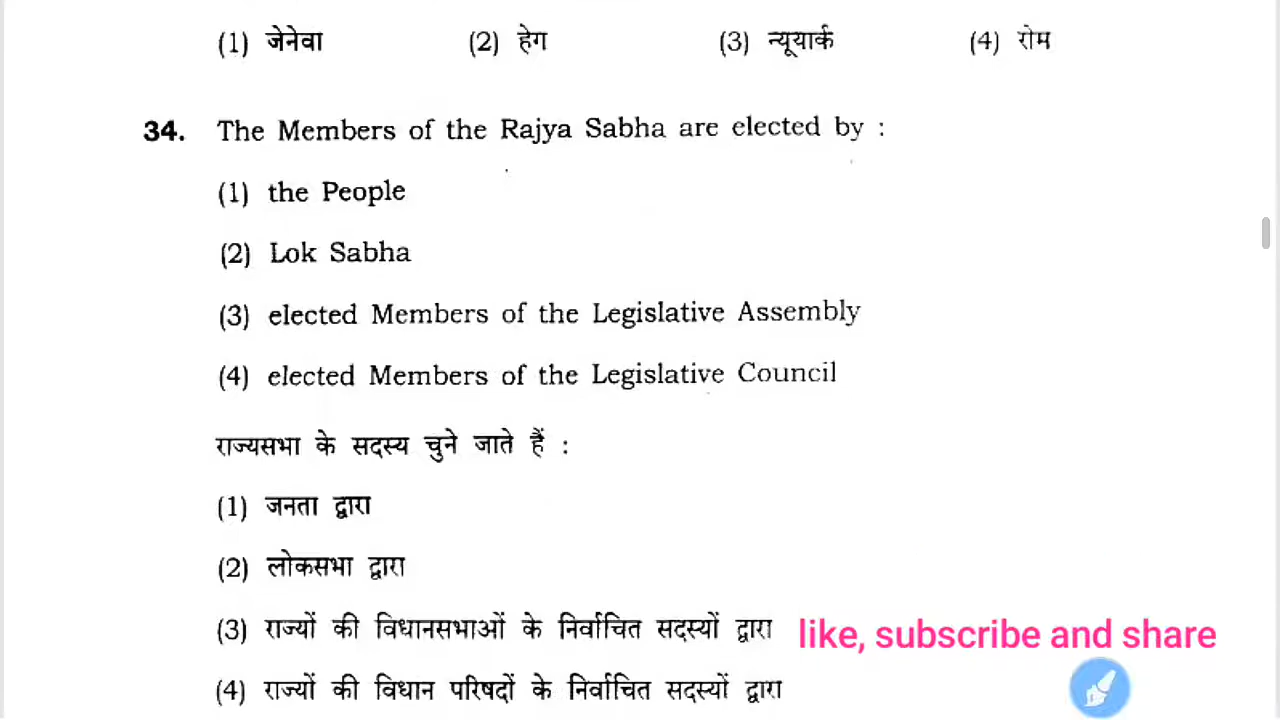 (1) जेनेवा (2) हेग (3) न्यूयार्क (4) रोम
34. The Members of the Rajya Sabha are elected by :
(1) the People
(2) Lok Sabha
(3) elected Members of the Legislative Assembly
(4) elected Members of the Legislative Council
राज्यसभा के सदस्य चुने जाते हैं :
(1) जनता द्वारा
(2) लोकसभा द्वारा
(3) राज्यों की विधानसभाओं के निर्वाचित सदस्यों द्वारा like, subscribe and share
(4) राज्यों की विधान परिषदों के निर्वाचित सदस्यों द्वारा